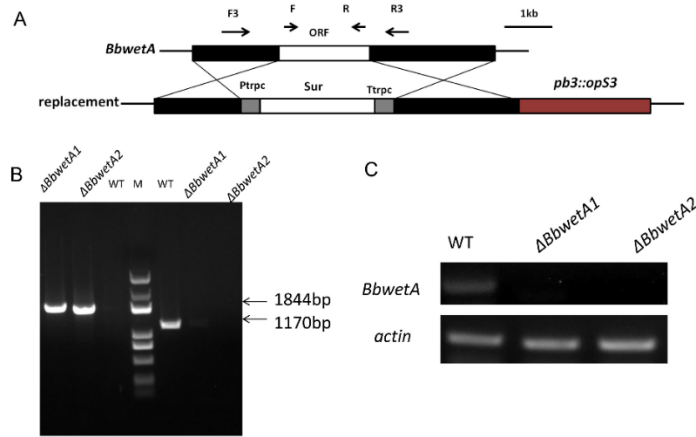 A
F3 F R R3 1kb
ORF
BbwetA
Ptrpc Sur Ttrpc pb3::opS3
replacement
B
ΔBbwetA1 ΔBbwetA2 WT M WT ΔBbwetA1 ΔBbwetA2
1844bp
1170bp
C
WT ΔBbwetA1 ΔBbwetA2
BbwetA
actin